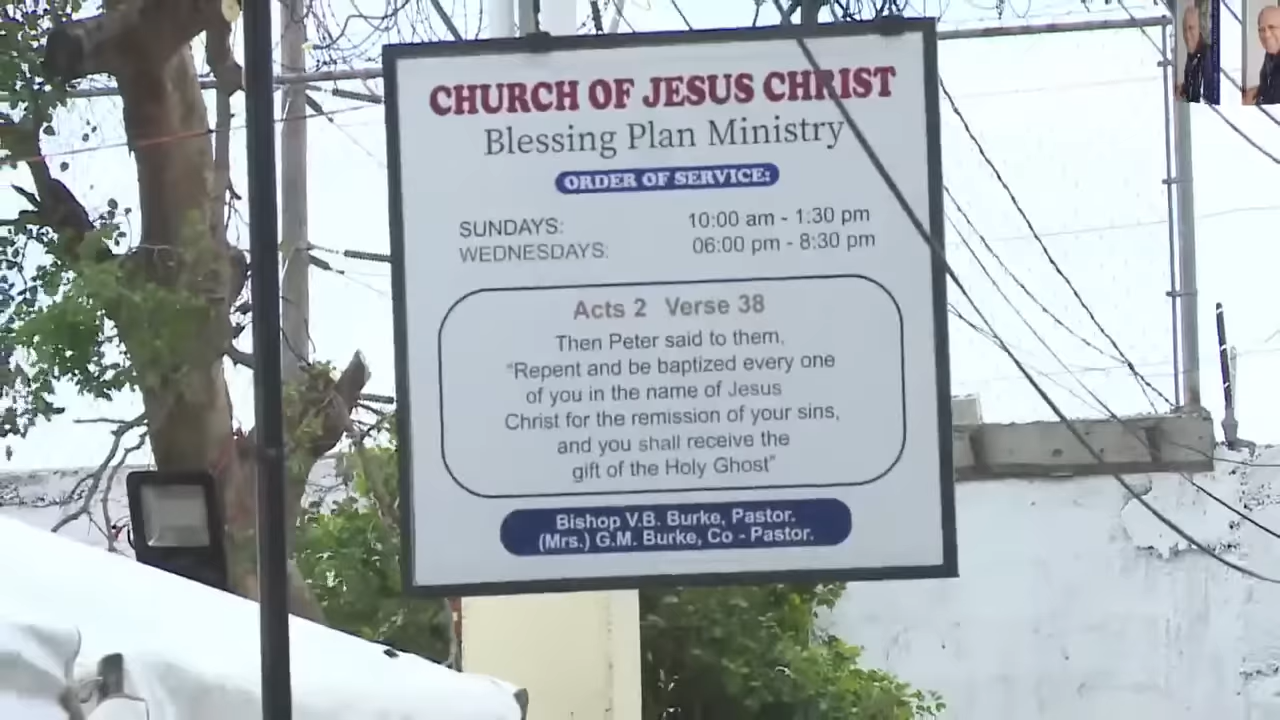 CHURCH OF JESUS CHRIST
Blessing Plan Ministry
ORDER OF SERVICE:
SUNDAYS: 10:00 am - 1:30 pm
WEDNESDAYS: 06:00 pm - 8:30 pm
Acts 2 Verse 38
Then Peter said to them,
"Repent and be baptized every one
of you in the name of Jesus
Christ for the remission of your sins,
and you shall receive the
gift of the Holy Ghost"
Bishop V.B. Burke, Pastor.
(Mrs.) G.M. Burke, Co - Pastor.